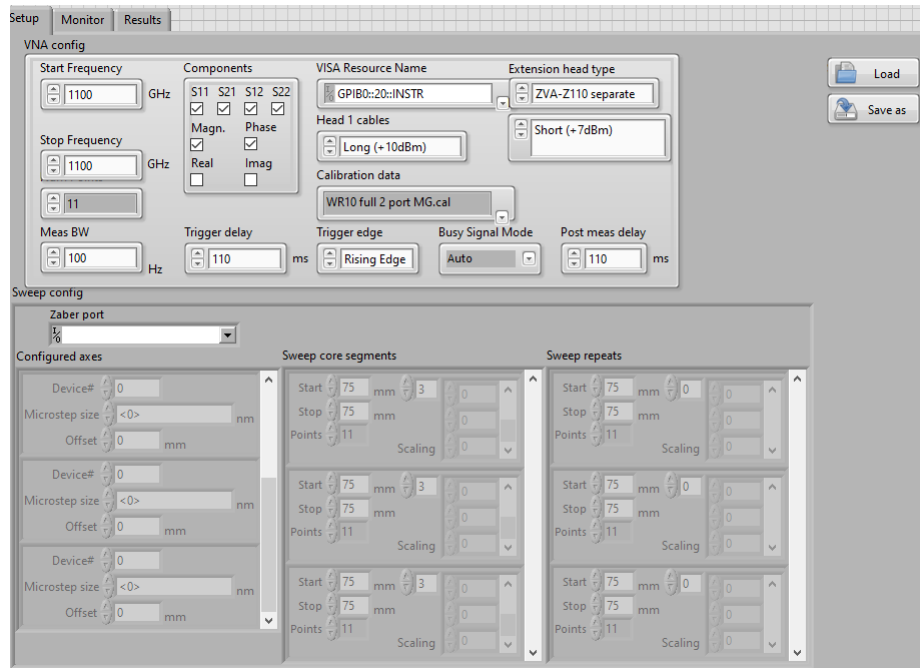 Setup Monitor Results
VNA config
Start Frequency Components VISA Resource Name Extension head type
1100 GHz S11 S21 S12 S22 GPIB0::20::INSTR ZVA-Z110 separate Load
Magn. Phase Head 1 cables Short (+7dBm) Save as
Stop Frequency Long (+10dBm)
1100 GHz Real Imag
Calibration data
11 WR10 full 2 port MG.cal
Meas BW Trigger delay Trigger edge Busy Signal Mode Post meas delay
100 Hz 110 ms Rising Edge Auto 110 ms
Sweep config
Zaber port
Configured axes Sweep core segments Sweep repeats
Device# 0 Start 75 mm 3 0 Start 75 mm 0 0
Microstep size <0> nm Stop 75 mm 0 Stop 75 mm 0
Offset 0 mm Points 11 Scaling 0 Points 11 Scaling 0
Device# 0 Start 75 mm 3 0 Start 75 mm 0 0
Microstep size <0> nm Stop 75 mm 0 Stop 75 mm 0
Offset 0 mm Points 11 Scaling 0 Points 11 Scaling 0
Device# 0 Start 75 mm 3 0 Start 75 mm 0 0
Microstep size <0> nm Stop 75 mm 0 Stop 75 mm 0
Offset 0 mm Points 11 Scaling 0 Points 11 Scaling 0